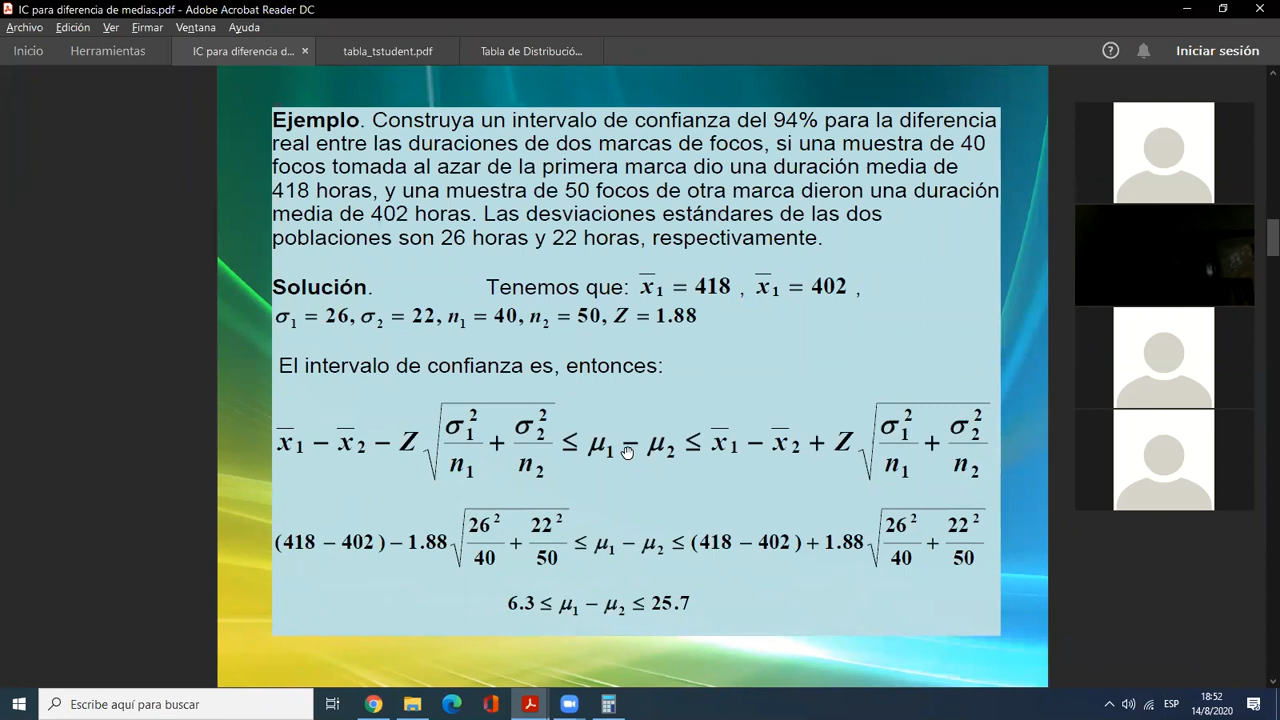 IC para diferencia de medias.pdf - Adobe Acrobat Reader DC
Archivo Edición Ver Firmar Ventana Ayuda
Inicio Herramientas IC para diferencia d... × tabla_tstudent.pdf Tabla de Distribució... Iniciar sesión
Ejemplo. Construya un intervalo de confianza del 94% para la diferencia
real entre las duraciones de dos marcas de focos, si una muestra de 40
focos tomada al azar de la primera marca dio una duración media de
418 horas, y una muestra de 50 focos de otra marca dieron una duración
media de 402 horas. Las desviaciones estándares de las dos
poblaciones son 26 horas y 22 horas, respectivamente.
Solución. Tenemos que: x̄₁ = 418 , x̄₁ = 402 ,
σ₁ = 26, σ₂ = 22, n₁ = 40, n₂ = 50, Z = 1.88
El intervalo de confianza es, entonces:
x̄₁ − x̄₂ − Z√(σ₁²/n₁ + σ₂²/n₂) ≤ μ₁ − μ₂ ≤ x̄₁ − x̄₂ + Z√(σ₁²/n₁ + σ₂²/n₂)
(418 − 402) − 1.88√(26²/40 + 22²/50) ≤ μ₁ − μ₂ ≤ (418 − 402) + 1.88√(26²/40 + 22²/50)
6.3 ≤ μ₁ − μ₂ ≤ 25.7
Escribe aquí para buscar
ESP
18:52
14/8/2020